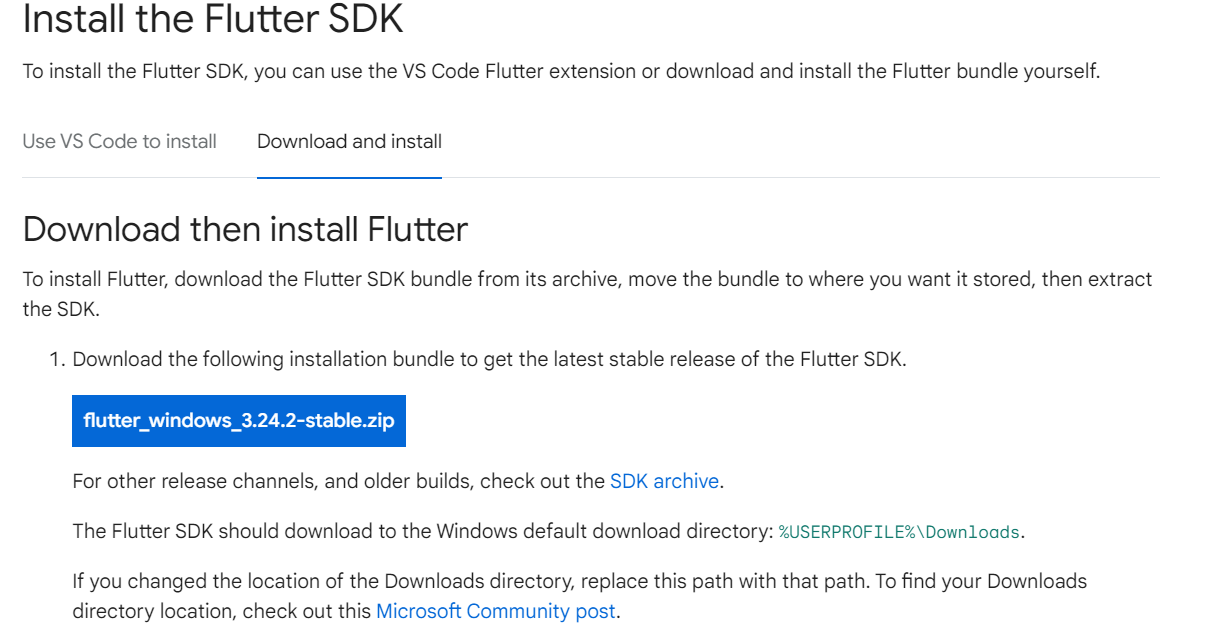 Install the Flutter SDK
To install the Flutter SDK, you can use the VS Code Flutter extension or download and install the Flutter bundle yourself.
Use VS Code to install
Download and install
Download then install Flutter
To install Flutter, download the Flutter SDK bundle from its archive, move the bundle to where you want it stored, then extract
the SDK.
1. Download the following installation bundle to get the latest stable release of the Flutter SDK.
flutter_windows_3.24.2-stable.zip
For other release channels, and older builds, check out the SDK archive.
The Flutter SDK should download to the Windows default download directory: %USERPROFILE%\Downloads.
If you changed the location of the Downloads directory, replace this path with that path. To find your Downloads
directory location, check out this Microsoft Community post.